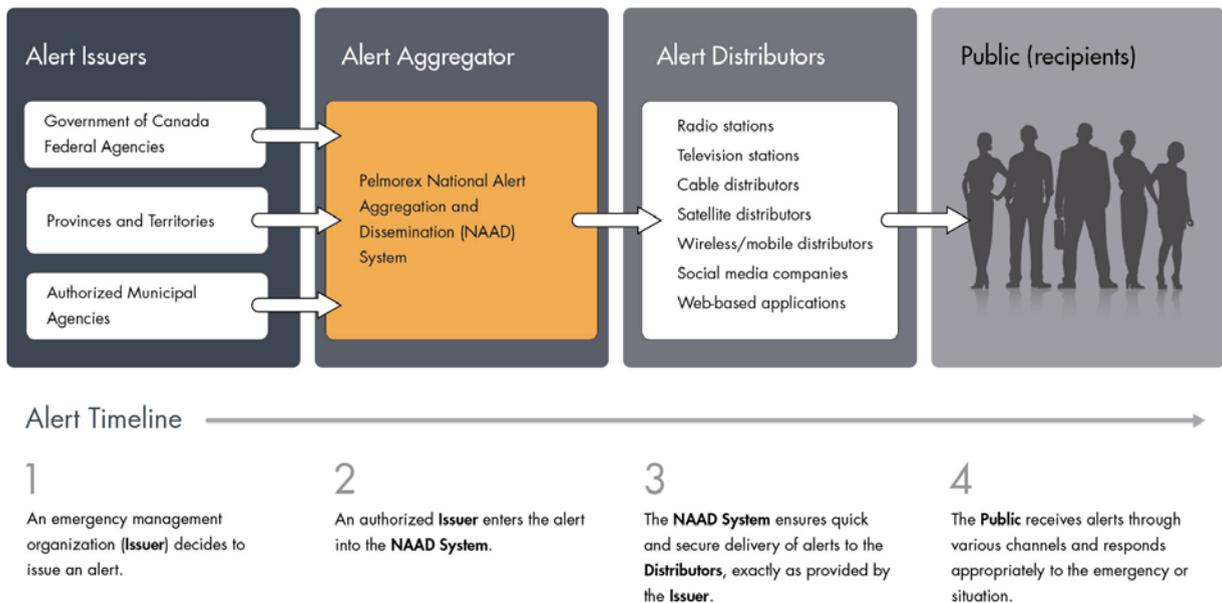 Alert Issuers
Government of Canada
Federal Agencies
Provinces and Territories
Authorized Municipal
Agencies
Alert Aggregator
Pelmorex National Alert
Aggregation and
Dissemination (NAAD)
System
Alert Distributors
Radio stations
Television stations
Cable distributors
Satellite distributors
Wireless/mobile distributors
Social media companies
Web-based applications
Public (recipients)
Alert Timeline
1
An emergency management
organization (Issuer) decides to
issue an alert.
2
An authorized Issuer enters the alert
into the NAAD System.
3
The NAAD System ensures quick
and secure delivery of alerts to the
Distributors, exactly as provided by
the Issuer.
4
The Public receives alerts through
various channels and responds
appropriately to the emergency or
situation.